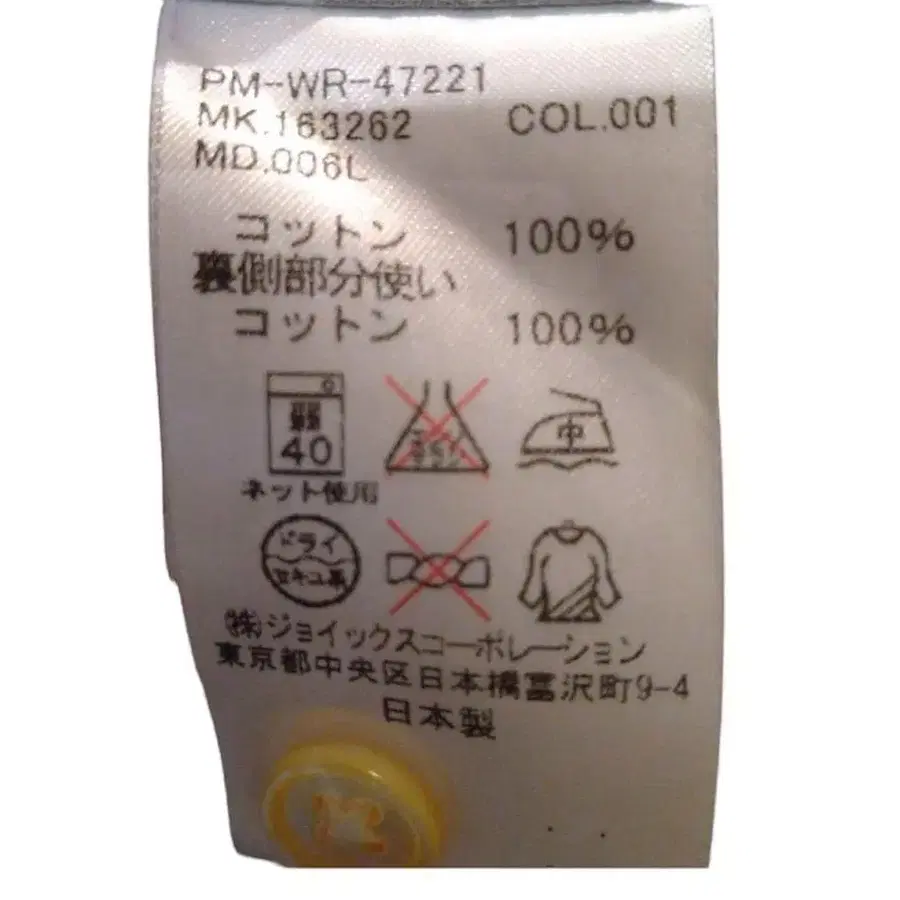 PM-WR-47221
MK.163262 COL.001
MD.006L
コットン 100%
裏側部分使い
コットン 100%
40
中
ネット使用
ドライ
セキユ系
㈱ジョイックスコーポレーション
東京都中央区日本橋富沢町9-4
日本製